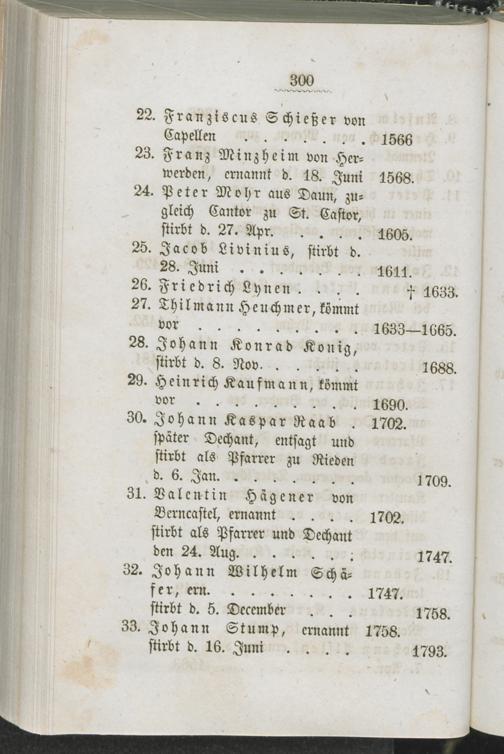 300
22. Franziscus Schießer von
Capellen . . . . . . . 1566
23. Franz Minzheim von Her-
werden, ernannt d. 18. Juni 1568.
24. Peter Mohr aus Daun, zu-
gleich Cantor zu St. Castor,
stirbt d. 27. Apr. . . . . 1605.
25. Jacob Livinius, stirbt d.
28. Juni . . . . . . . 1611.
26. Friedrich Lynen . . . . † 1633.
27. Thilmann Heuchmer, kömmt
vor . . . . . . . . 1633—1665.
28. Johann Konrad Konig,
stirbt d. 8. Nov. . . . . . 1688.
29. Heinrich Kaufmann, kömmt
vor . . . . . . . . 1690.
30. Johann Kaspar Raab 1702.
später Dechant, entsagt und
stirbt als Pfarrer zu Rieden
d. 6. Jan. . . . . . . . 1709.
31. Valentin Hägener von
Berncastel, ernannt . . . 1702.
stirbt als Pfarrer und Dechant
den 24. Aug. . . . . . ; 1747.
32. Johann Wilhelm Schä-
fer, ern. . . . . . . . 1747.
stirbt d. 5. December . . . 1758.
33. Johann Stump, ernannt 1758.
stirbt d. 16. Juni . . . . . 1793.